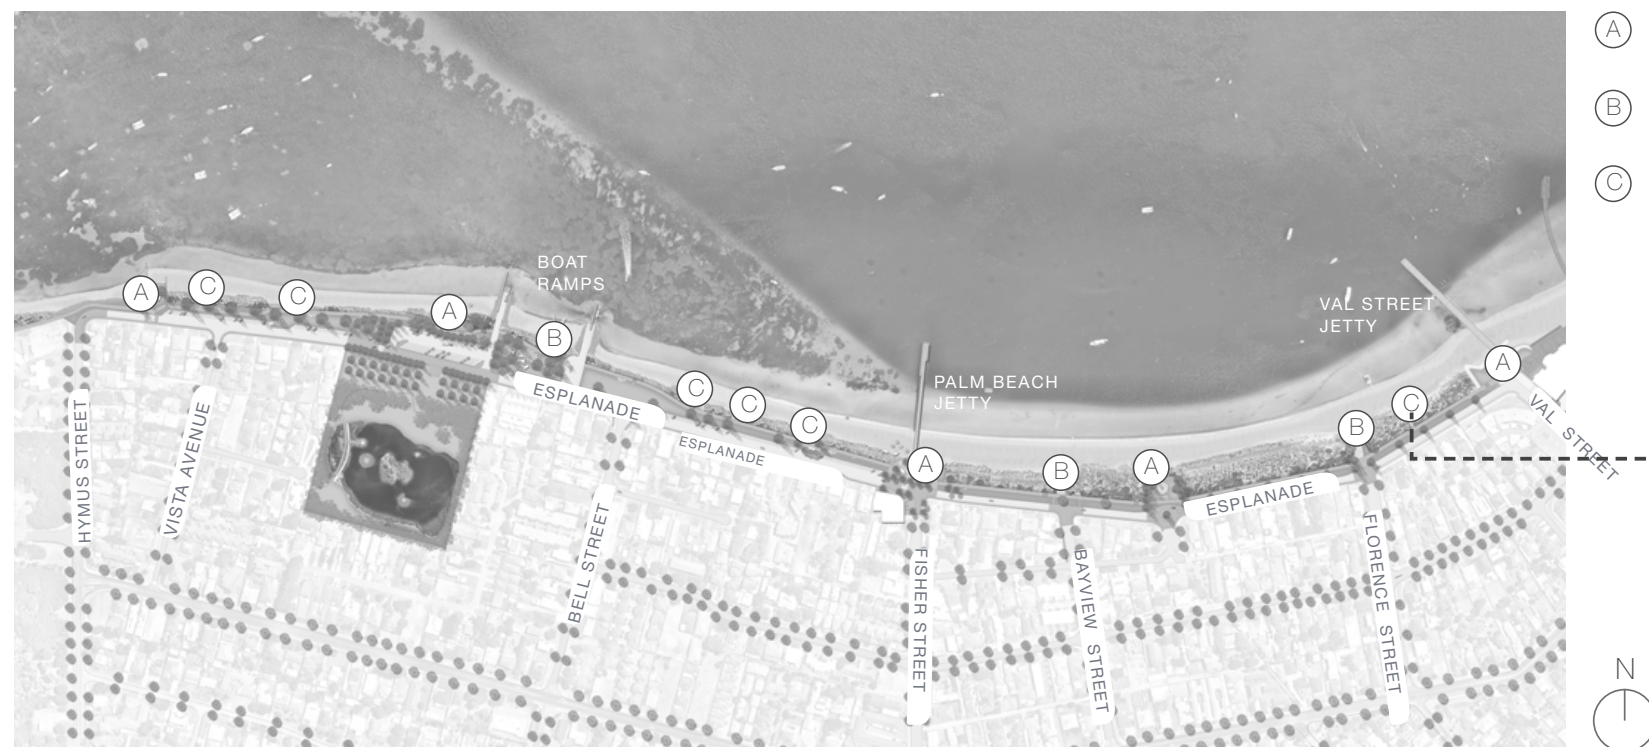 A
B
C
BOAT
RAMPS
A
C
C
A
B
VAL STREET
JETTY
A
PALM BEACH
JETTY
C
C
C
C
B
A
B
A
ESPLANADE
ESPLANADE
ESPLANADE
HYMUS STREET
VISTA AVENUE
BELL STREET
FISHER STREET
BAYVIEW STREET
FLORENCE STREET
VAL STREET
N